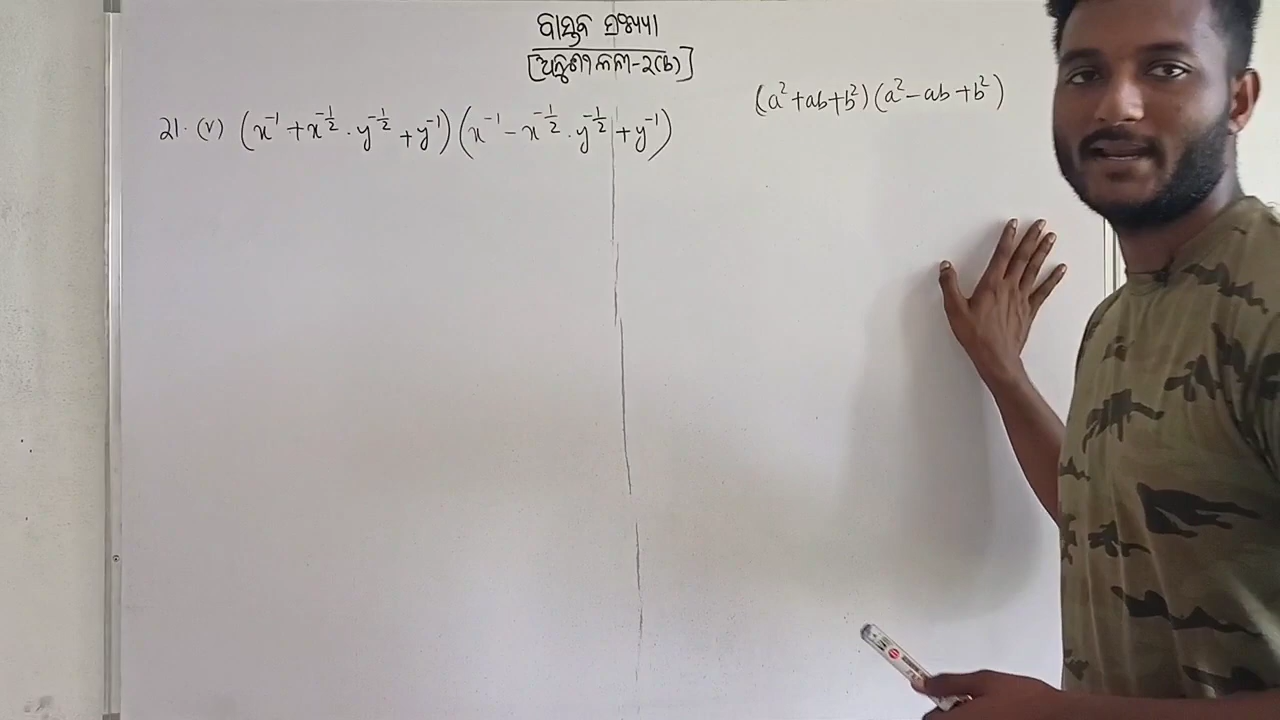 ବାସ୍ତବ ସଂଖ୍ୟା
[ଅନୁଶୀଳନୀ-୨(b)]
(a² + ab + b²) (a² − ab + b²)
21. (v) (x⁻¹ + x^{-1/2} · y^{-1/2} + y⁻¹) (x⁻¹ − x^{-1/2} · y^{-1/2} + y⁻¹)